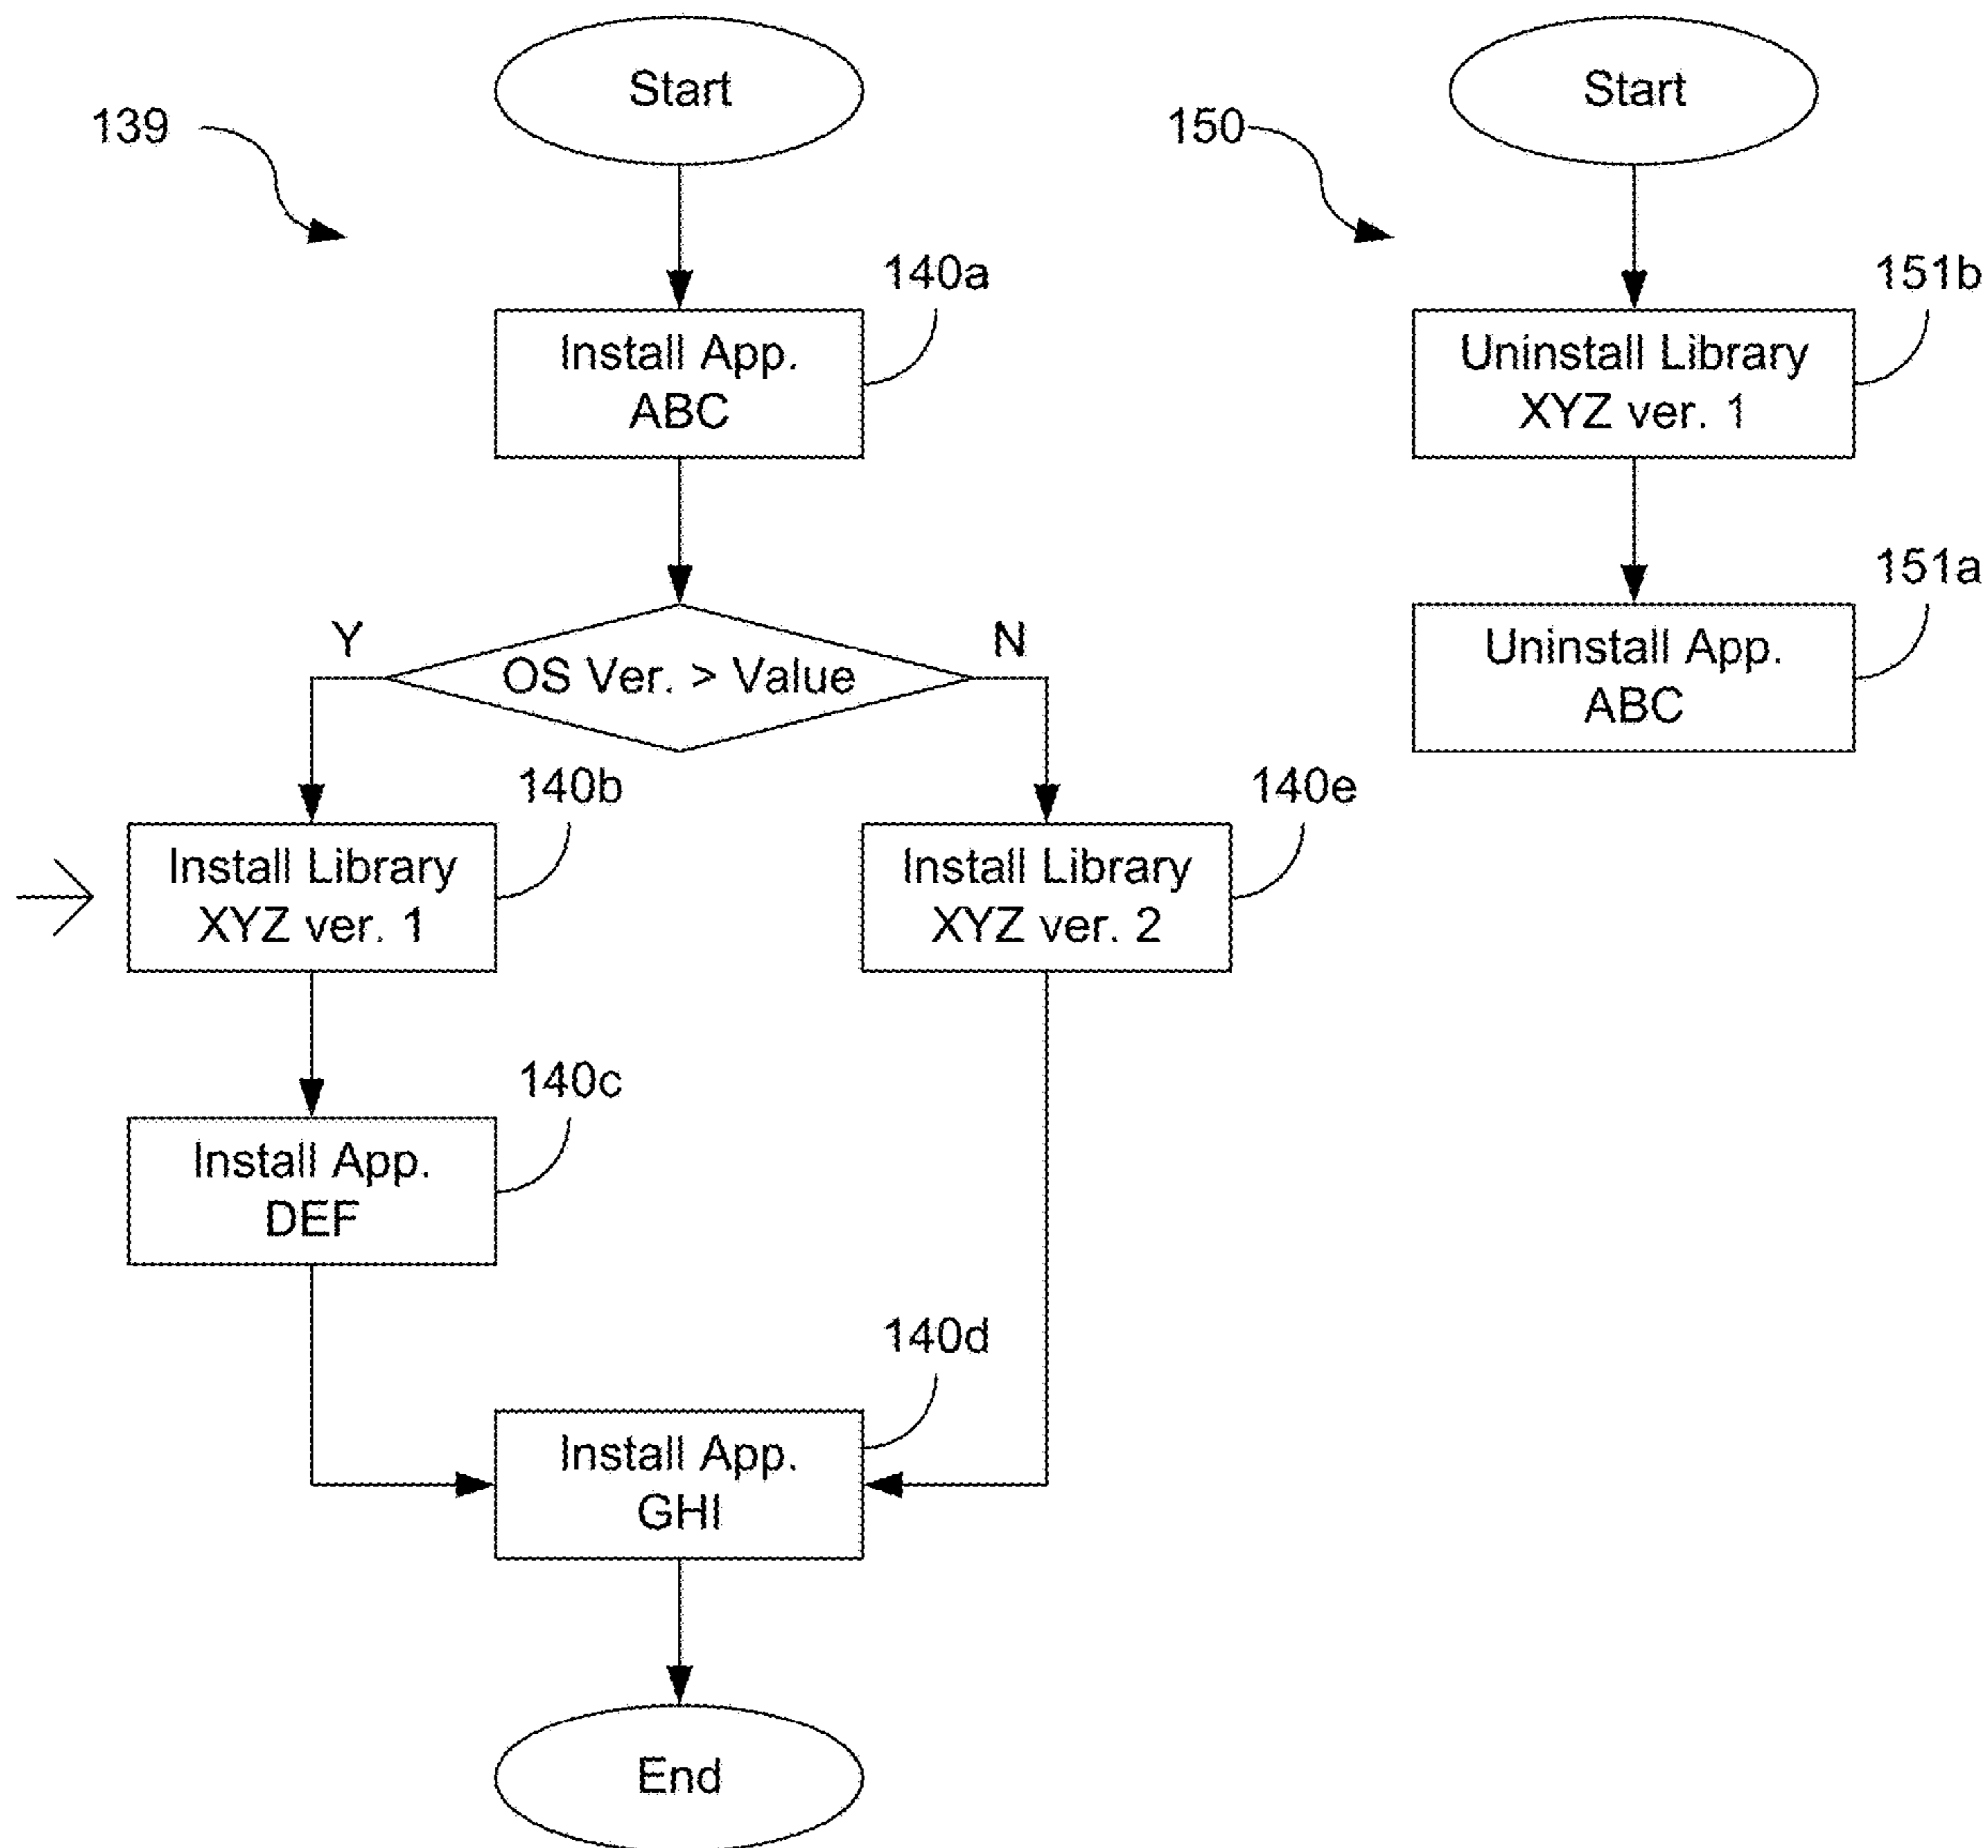 Start
139
140a
Install App.
ABC
Y
OS Ver. > Value
N
140b
Install Library
XYZ ver. 1
140e
Install Library
XYZ ver. 2
140c
Install App.
DEF
140d
Install App.
GHI
End
Start
150
151b
Uninstall Library
XYZ ver. 1
151a
Uninstall App.
ABC